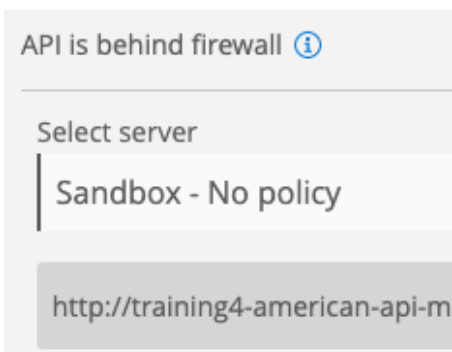 API is behind firewall
Select server
Sandbox - No policy
http://training4-american-api-m